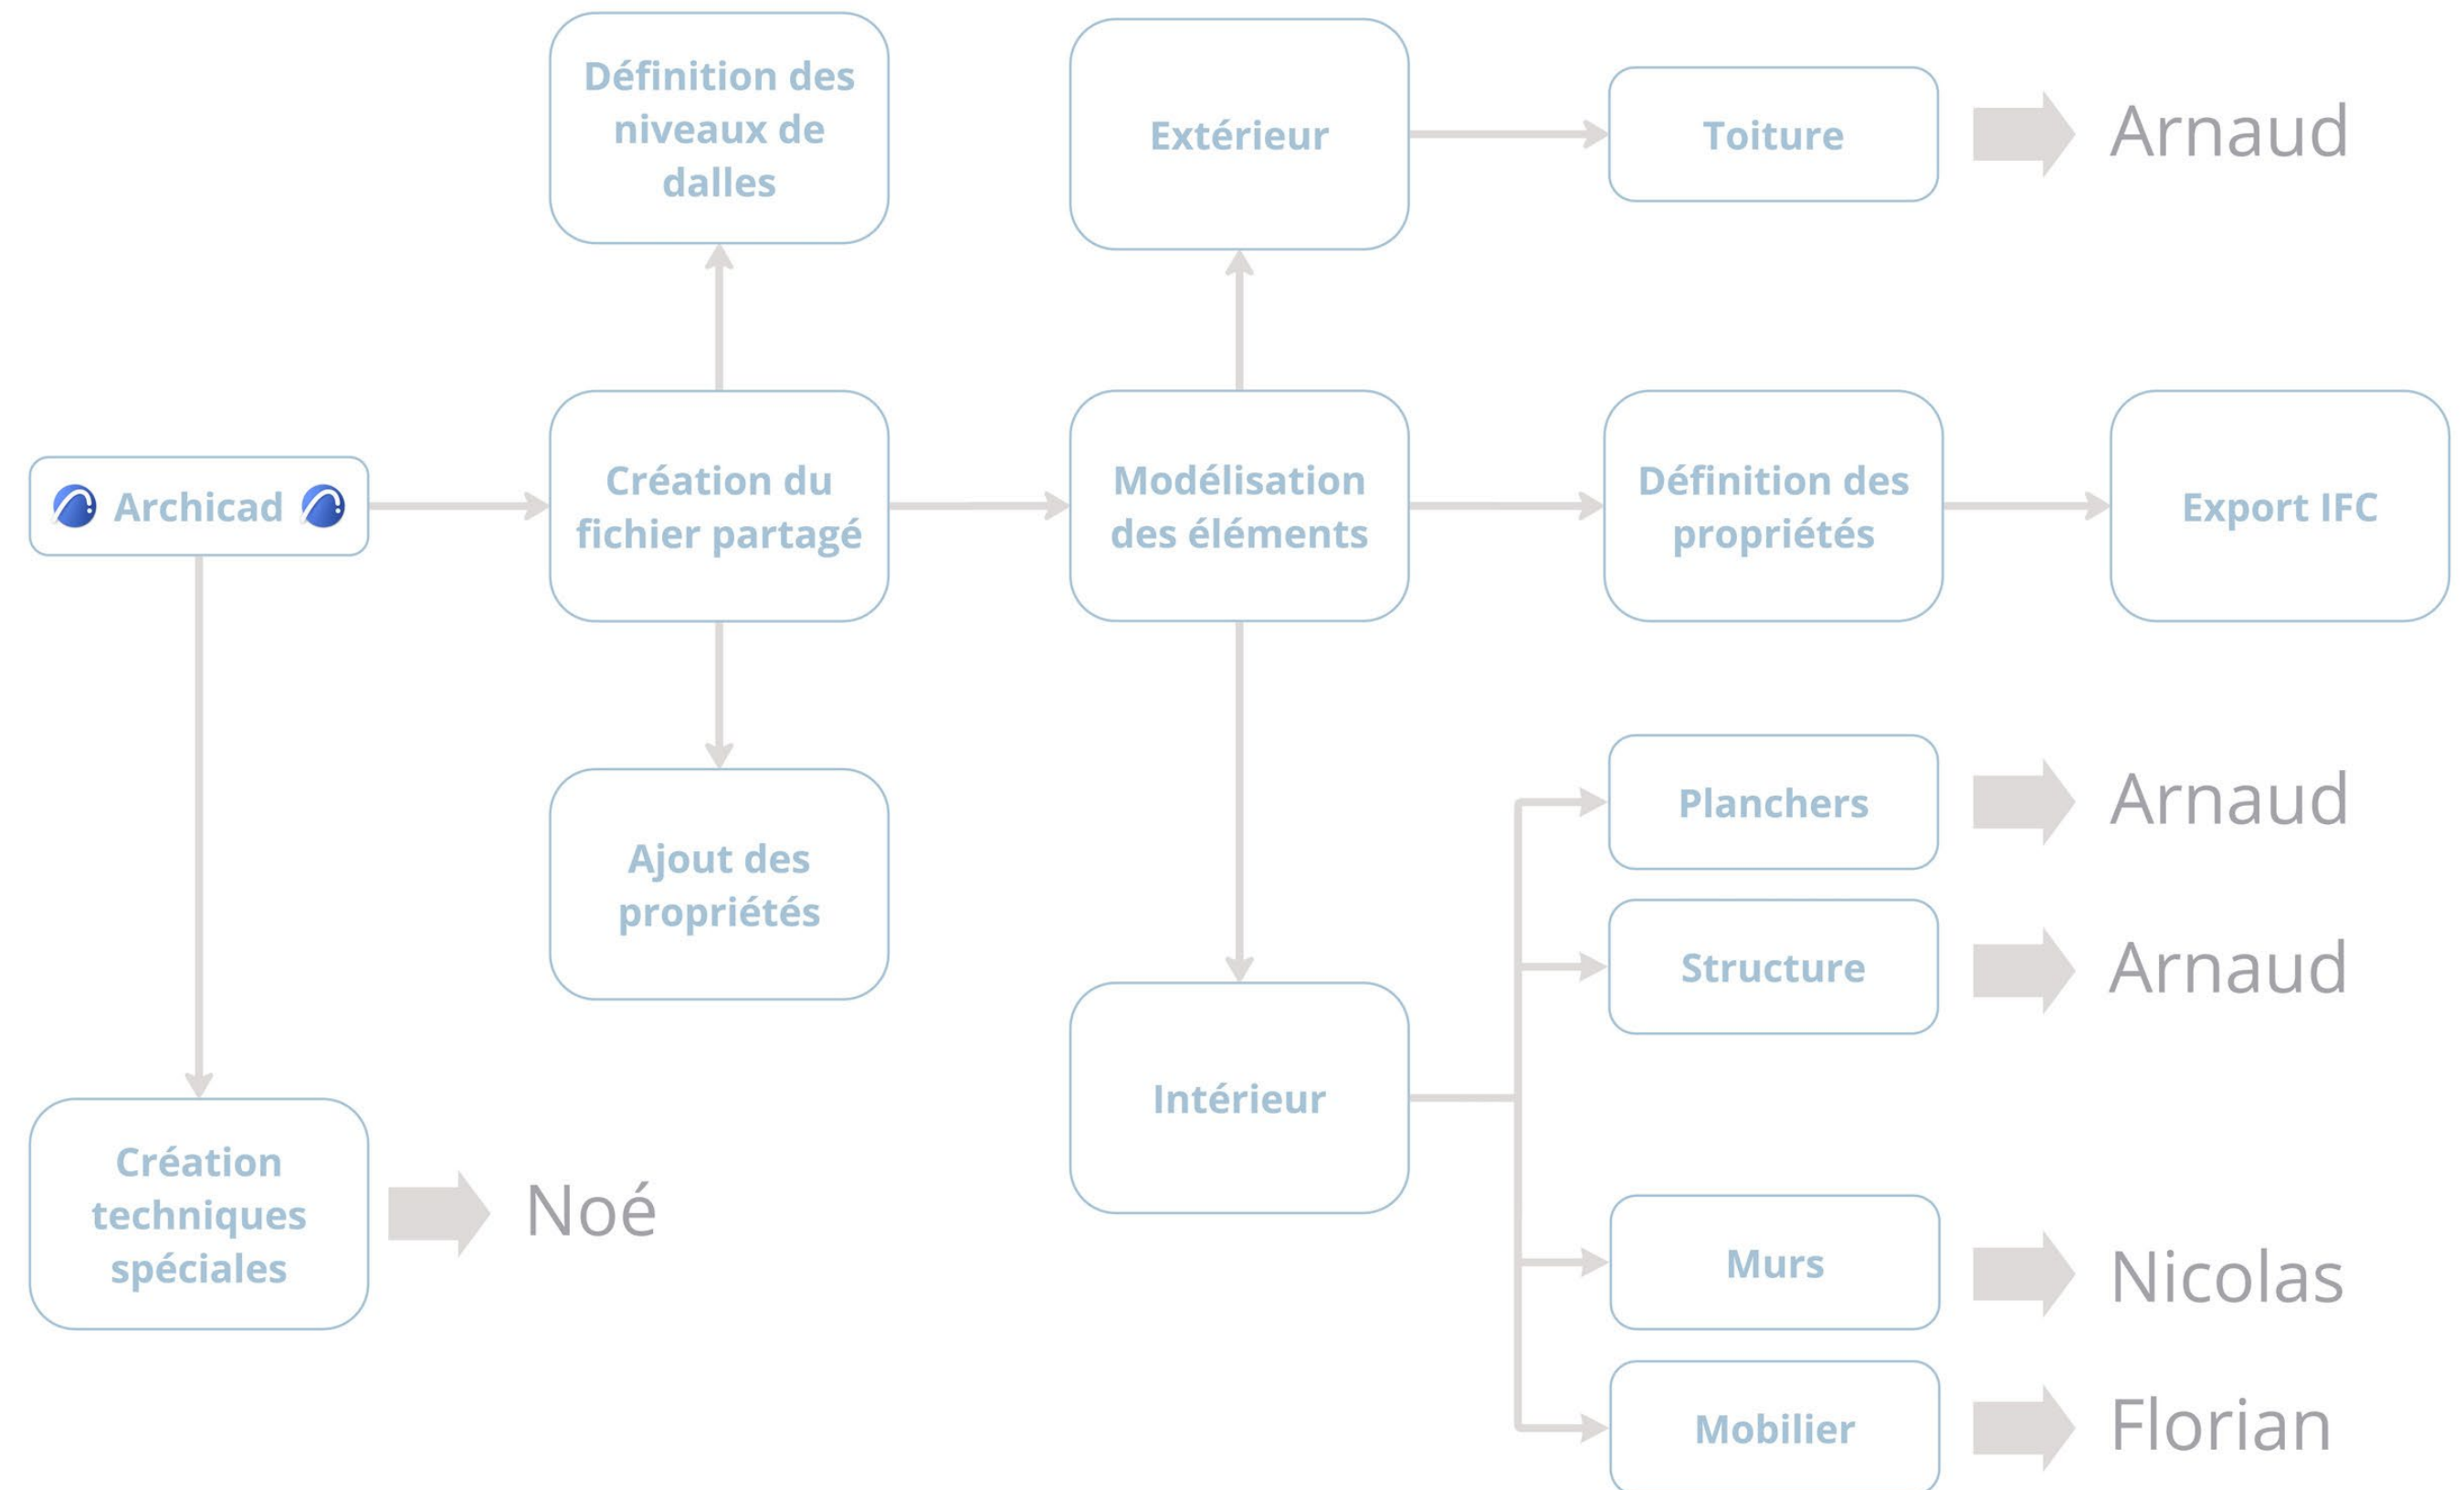 Définition des
niveaux de
dalles
Extérieur
Toiture
Arnaud
Archicad
Création du
fichier partagé
Modélisation
des éléments
Définition des
propriétés
Export IFC
Ajout des
propriétés
Planchers
Arnaud
Structure
Arnaud
Intérieur
Création
techniques
spéciales
Noé
Murs
Nicolas
Mobilier
Florian